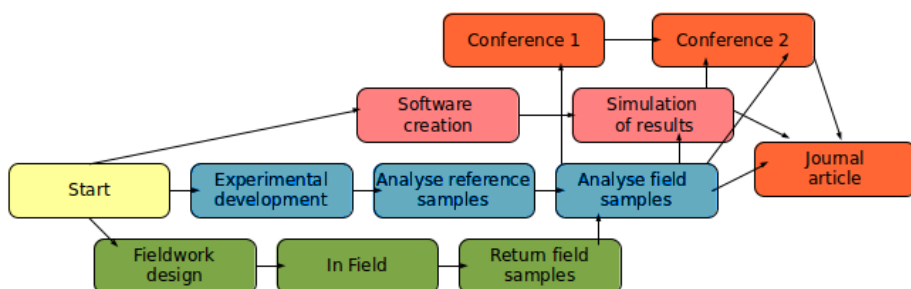 Conference 1
Conference 2
Software
creation
Simulation
of results
Journal
article
Start
Experimental
development
Analyse reference
samples
Analyse field
samples
Fieldwork
design
In Field
Return field
samples